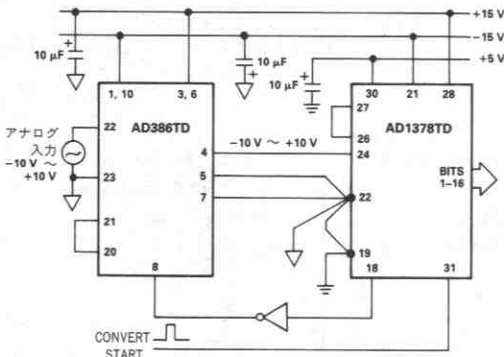 +15 V
−15 V
+5 V
10 μF
+
10 μF
+
10 μF
+
1, 10
3, 6
30
21
28
AD386TD
AD1378TD
アナログ
入力
−10 V ～
+10 V
22
23
21
20
4
5
7
8
−10 V ～ +10 V
27
26
24
22
19
18
31
BITS
1–16
CONVERT
START